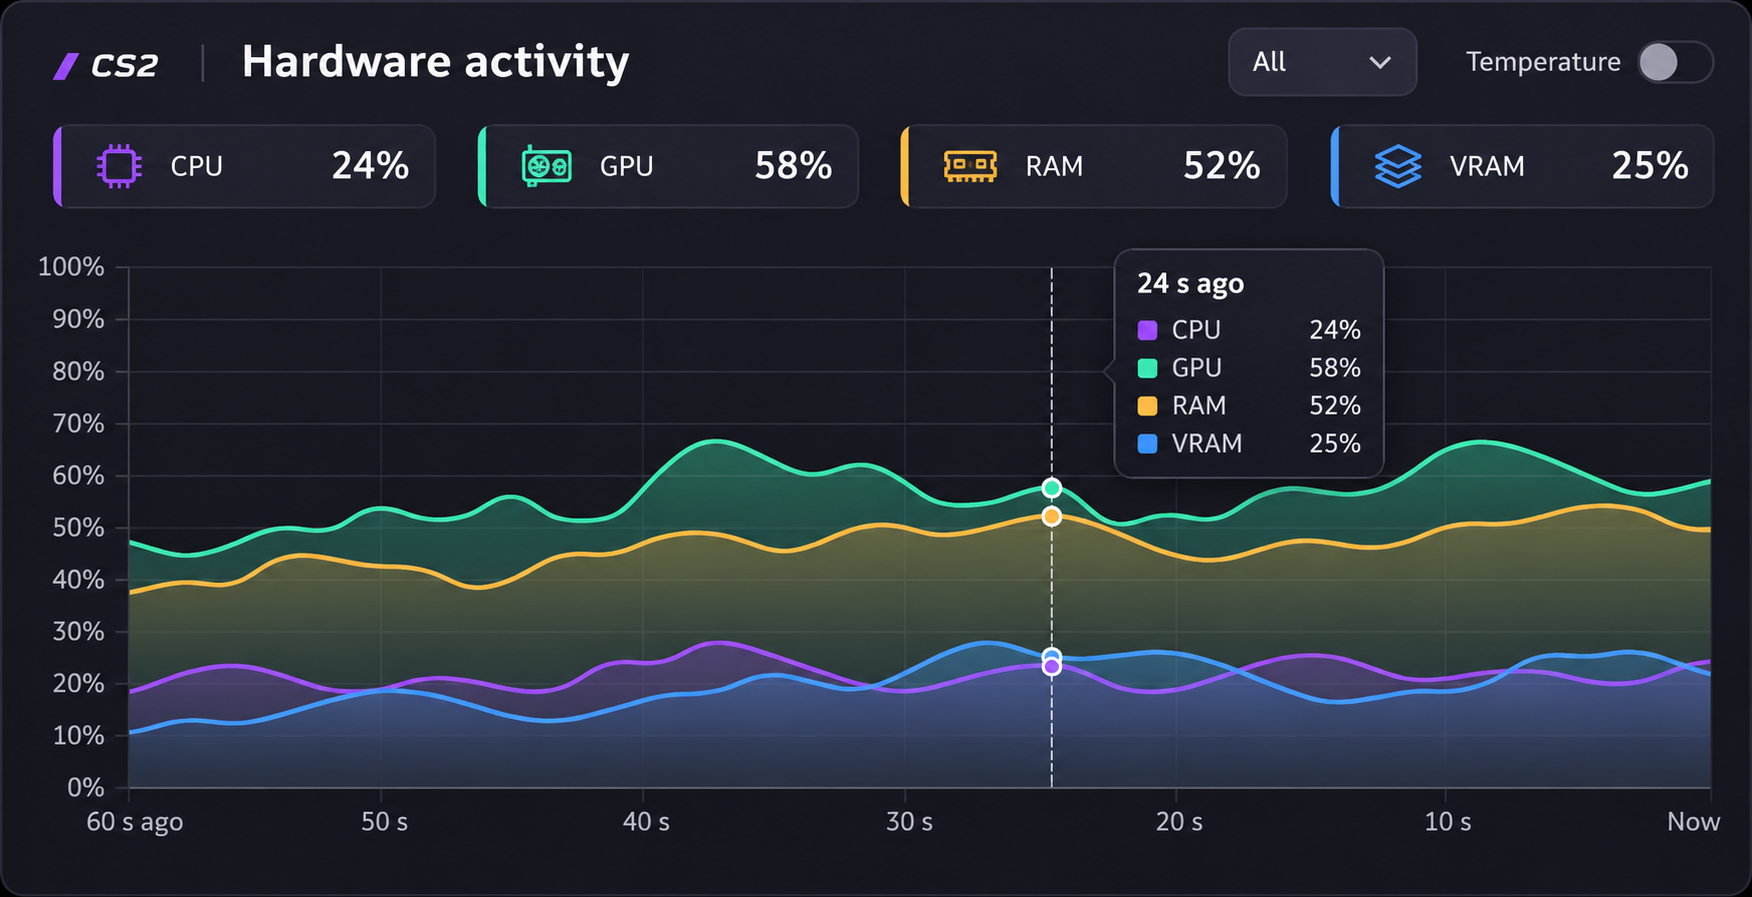 CS2
Hardware activity
All
Temperature
CPU 24%
GPU 58%
RAM 52%
VRAM 25%
100%
90%
80%
70%
60%
50%
40%
30%
20%
10%
0%
24 s ago
CPU 24%
GPU 58%
RAM 52%
VRAM 25%
60 s ago 50 s 40 s 30 s 20 s 10 s Now